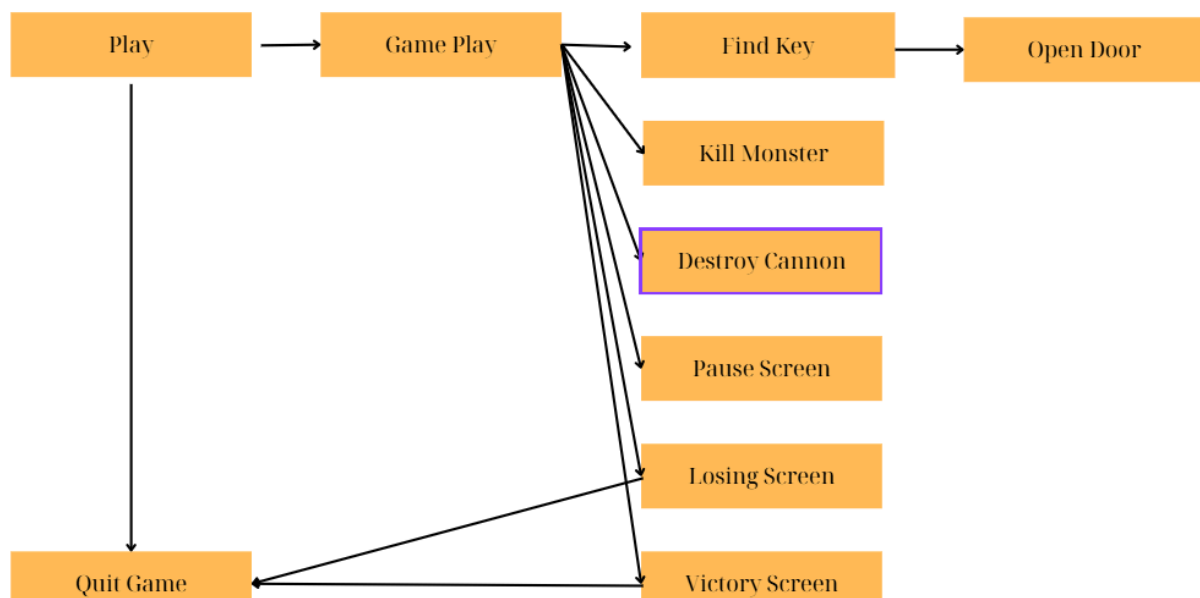 Play
Game Play
Find Key
Open Door
Kill Monster
Destroy Cannon
Pause Screen
Losing Screen
Quit Game
Victory Screen